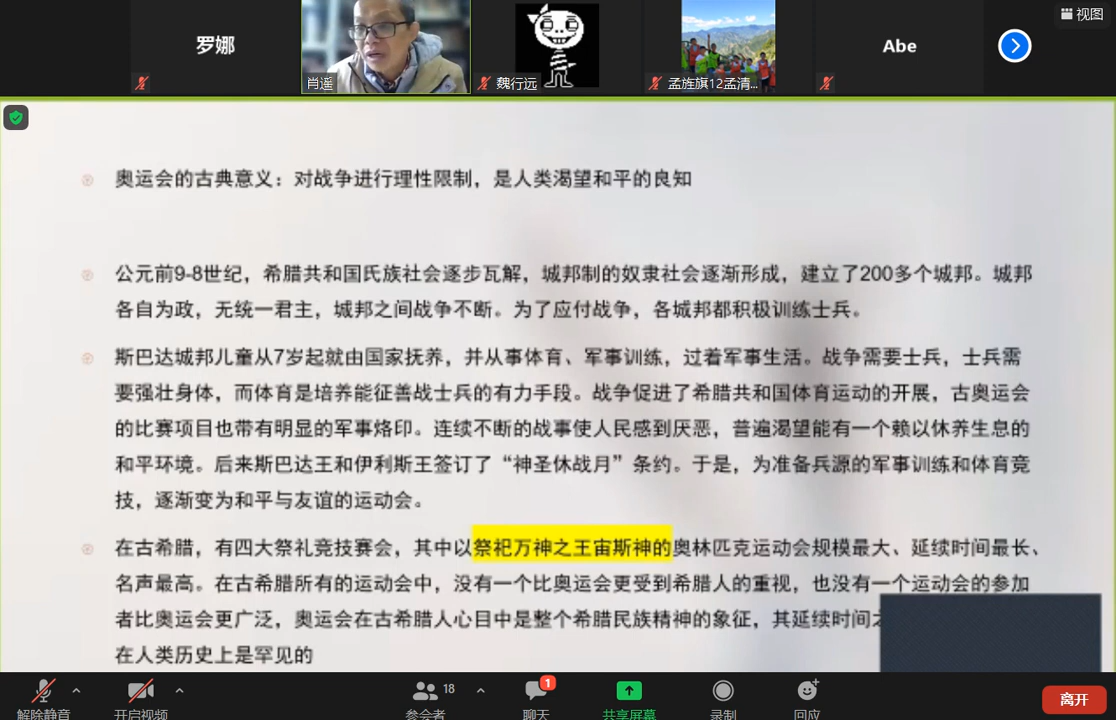 视图
罗娜
肖遥
魏行远
孟旌旗12孟清...
Abe
奥运会的古典意义：对战争进行理性限制，是人类渴望和平的良知
公元前9-8世纪，希腊共和国氏族社会逐步瓦解，城邦制的奴隶社会逐渐形成，建立了200多个城邦。城邦
各自为政，无统一君主，城邦之间战争不断。为了应付战争，各城邦都积极训练士兵。
斯巴达城邦儿童从7岁起就由国家抚养，并从事体育、军事训练，过着军事生活。战争需要士兵，士兵需
要强壮身体，而体育是培养能征善战士兵的有力手段。战争促进了希腊共和国体育运动的开展，古奥运会
的比赛项目也带有明显的军事烙印。连续不断的战事使人民感到厌恶，普遍渴望能有一个赖以休养生息的
和平环境。后来斯巴达王和伊利斯王签订了“神圣休战月”条约。于是，为准备兵源的军事训练和体育竞
技，逐渐变为和平与友谊的运动会。
在古希腊，有四大祭礼竞技赛会，其中以祭祀万神之王宙斯神的奥林匹克运动会规模最大、延续时间最长、
名声最高。在古希腊所有的运动会中，没有一个比奥运会更受到希腊人的重视，也没有一个运动会的参加
者比奥运会更广泛，奥运会在古希腊人心目中是整个希腊民族精神的象征，其延续时间之
在人类历史上是罕见的
解除静音
开启视频
18
参会者
1
聊天
共享屏幕
录制
回应
离开